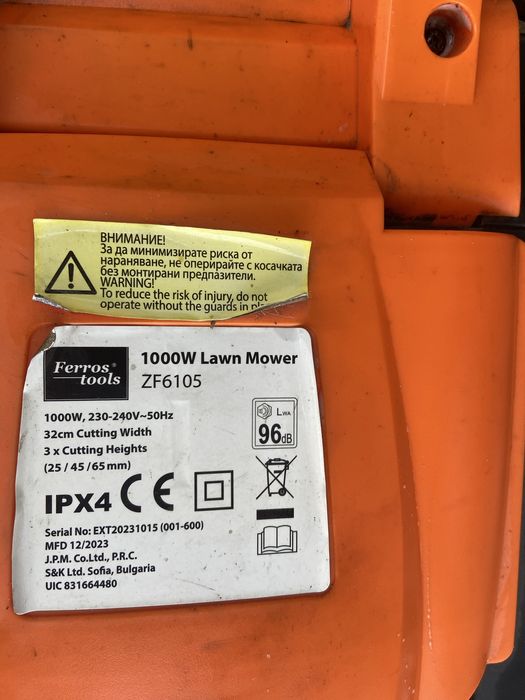 ВНИМАНИЕ!
За да минимизирате риска от
нараняване, не оперирайте с косачката
без монтирани предпазители.
WARNING!
To reduce the risk of injury, do not
operate without the guards in
Ferros
tools
1000W Lawn Mower
ZF6105
1000W, 230-240V~50Hz
32cm Cutting Width
3 x Cutting Heights
(25 / 45 / 65 mm)
LWA
96dB
IPX4 CE
Serial No: EXT20231015 (001-600)
MFD 12/2023
J.P.M. Co.Ltd., P.R.C.
S&K Ltd. Sofia, Bulgaria
UIC 831664480